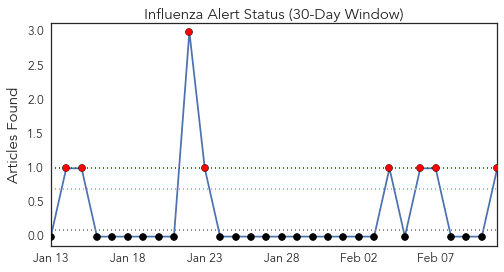 Influenza Alert Status (30-Day Window)
Articles Found
3.0
2.5
2.0
1.5
1.0
0.5
0.0
Jan 13 Jan 18 Jan 23 Jan 28 Feb 02 Feb 07